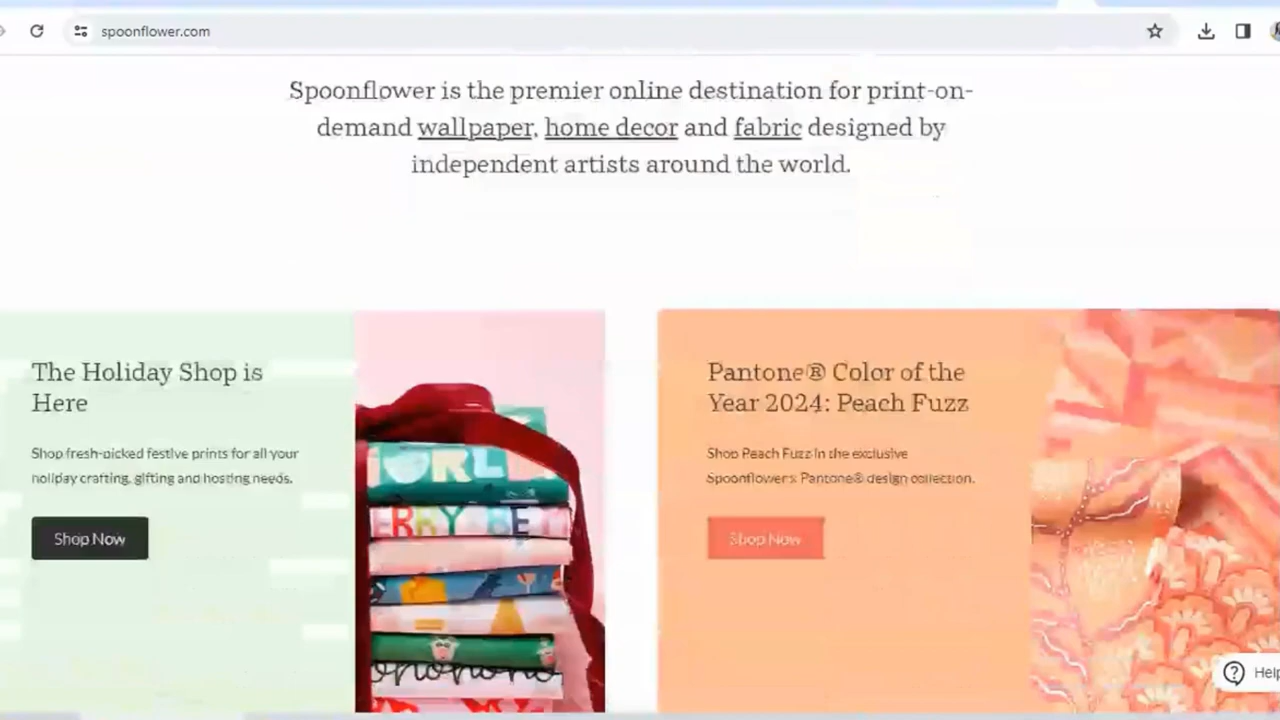 spoonflower.com
Spoonflower is the premier online destination for print-on-
demand wallpaper, home decor and fabric designed by
independent artists around the world.
The Holiday Shop is
Here
Shop fresh-picked festive prints for all your
holiday crafting, gifting and hosting needs.
Shop Now
Pantone® Color of the
Year 2024: Peach Fuzz
Shop Peach Fuzz in the exclusive
Spoonflower x Pantone® design collection.
Shop Now
Help